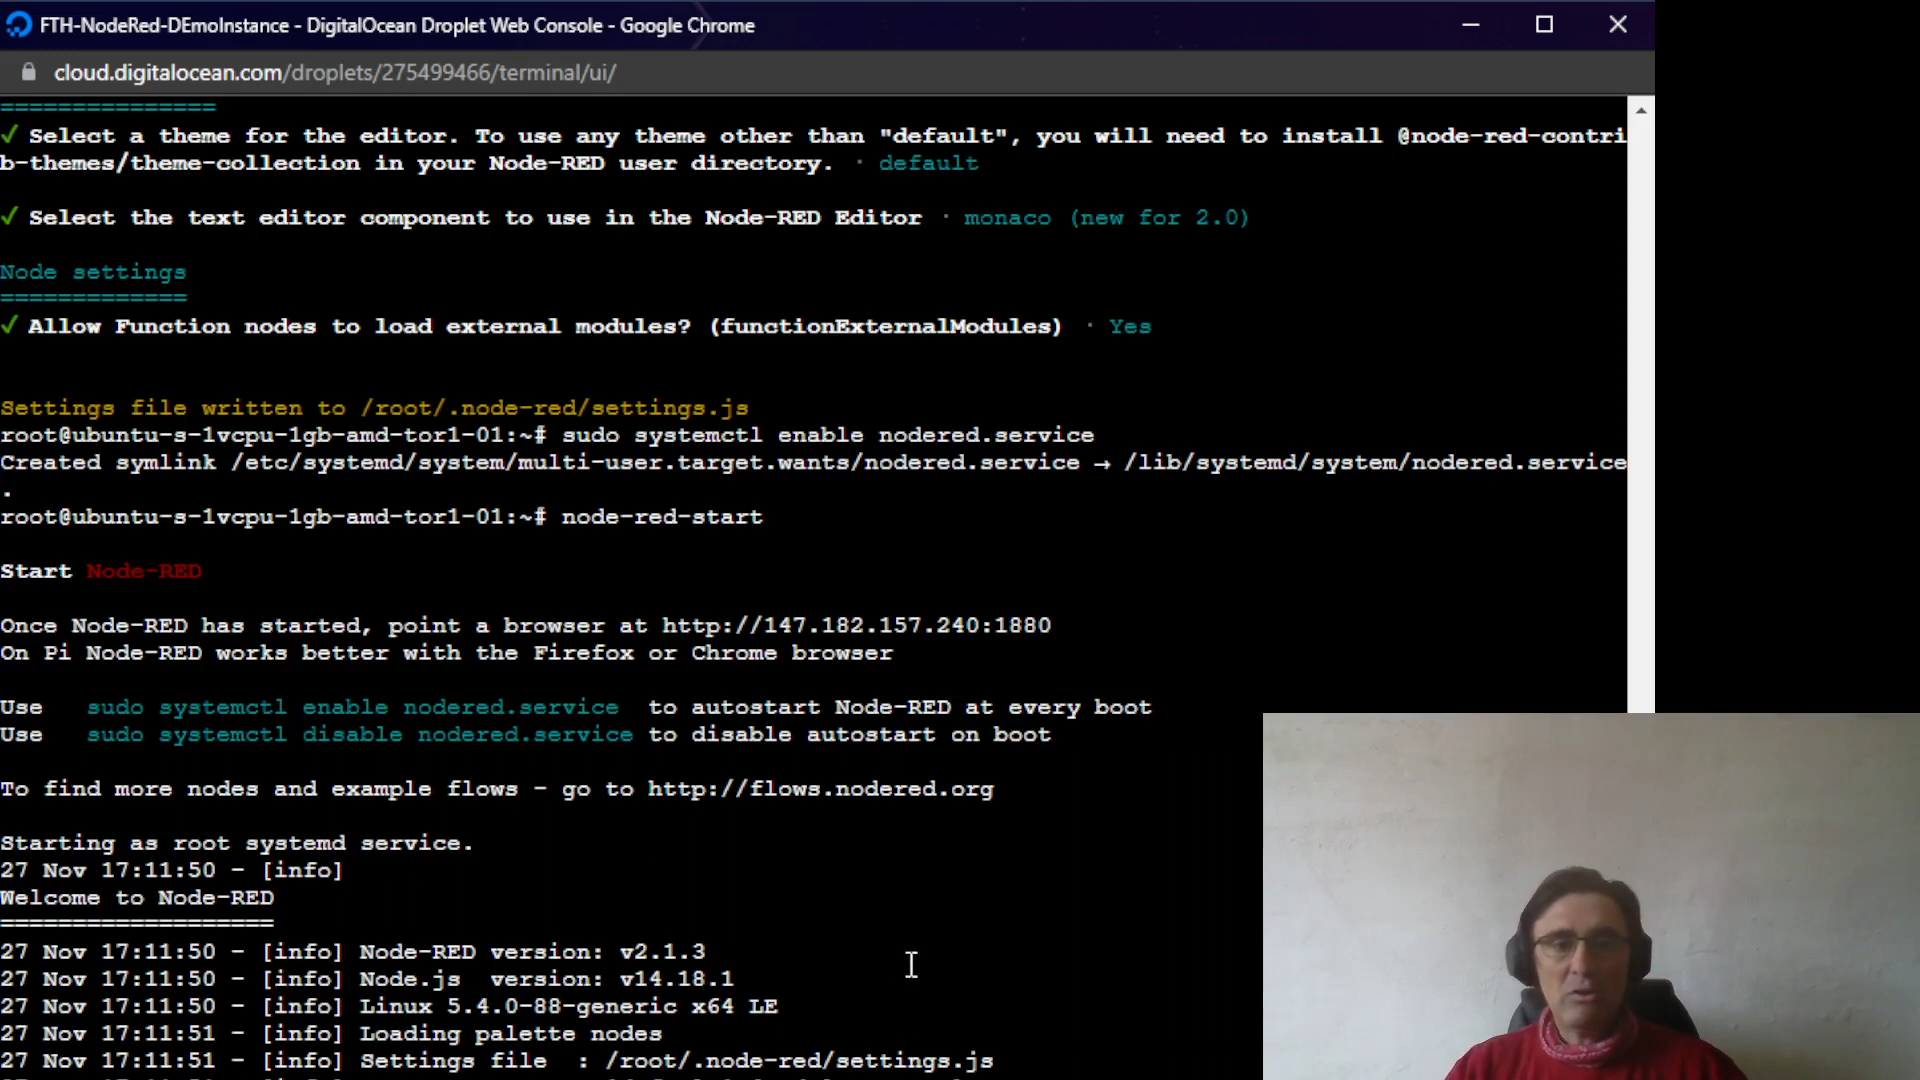 FTH-NodeRed-DEmoInstance - DigitalOcean Droplet Web Console - Google Chrome
cloud.digitalocean.com/droplets/275499466/terminal/ui/
===============
✓ Select a theme for the editor. To use any theme other than "default", you will need to install @node-red-contri
b-themes/theme-collection in your Node-RED user directory. · default
✓ Select the text editor component to use in the Node-RED Editor · monaco (new for 2.0)
Node settings
=============
✓ Allow Function nodes to load external modules? (functionExternalModules) · Yes
Settings file written to /root/.node-red/settings.js
root@ubuntu-s-1vcpu-1gb-amd-tor1-01:~# sudo systemctl enable nodered.service
Created symlink /etc/systemd/system/multi-user.target.wants/nodered.service → /lib/systemd/system/nodered.service
.
root@ubuntu-s-1vcpu-1gb-amd-tor1-01:~# node-red-start
Start Node-RED
Once Node-RED has started, point a browser at http://147.182.157.240:1880
On Pi Node-RED works better with the Firefox or Chrome browser
Use   sudo systemctl enable nodered.service  to autostart Node-RED at every boot
Use   sudo systemctl disable nodered.service to disable autostart on boot
To find more nodes and example flows - go to http://flows.nodered.org
Starting as root systemd service.
27 Nov 17:11:50 - [info]
Welcome to Node-RED
===================
27 Nov 17:11:50 - [info] Node-RED version: v2.1.3
27 Nov 17:11:50 - [info] Node.js  version: v14.18.1
27 Nov 17:11:50 - [info] Linux 5.4.0-88-generic x64 LE
27 Nov 17:11:51 - [info] Loading palette nodes
27 Nov 17:11:51 - [info] Settings file  : /root/.node-red/settings.js